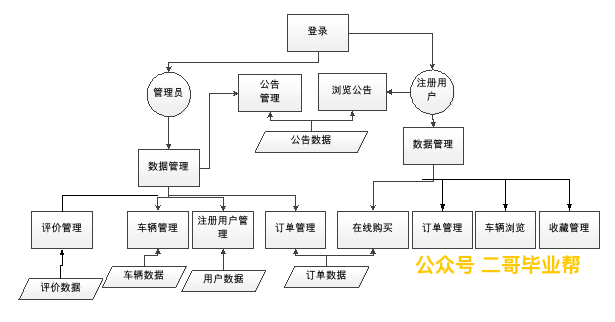 登录
管理员
公告
管理
浏览公告
注册用
户
公告数据
数据管理
数据管理
评价管理
车辆管理
注册用户管
理
订单管理
在线购买
订单管理
车辆浏览
收藏管理
评价数据
车辆数据
用户数据
订单数据
公众号 二哥毕业帮